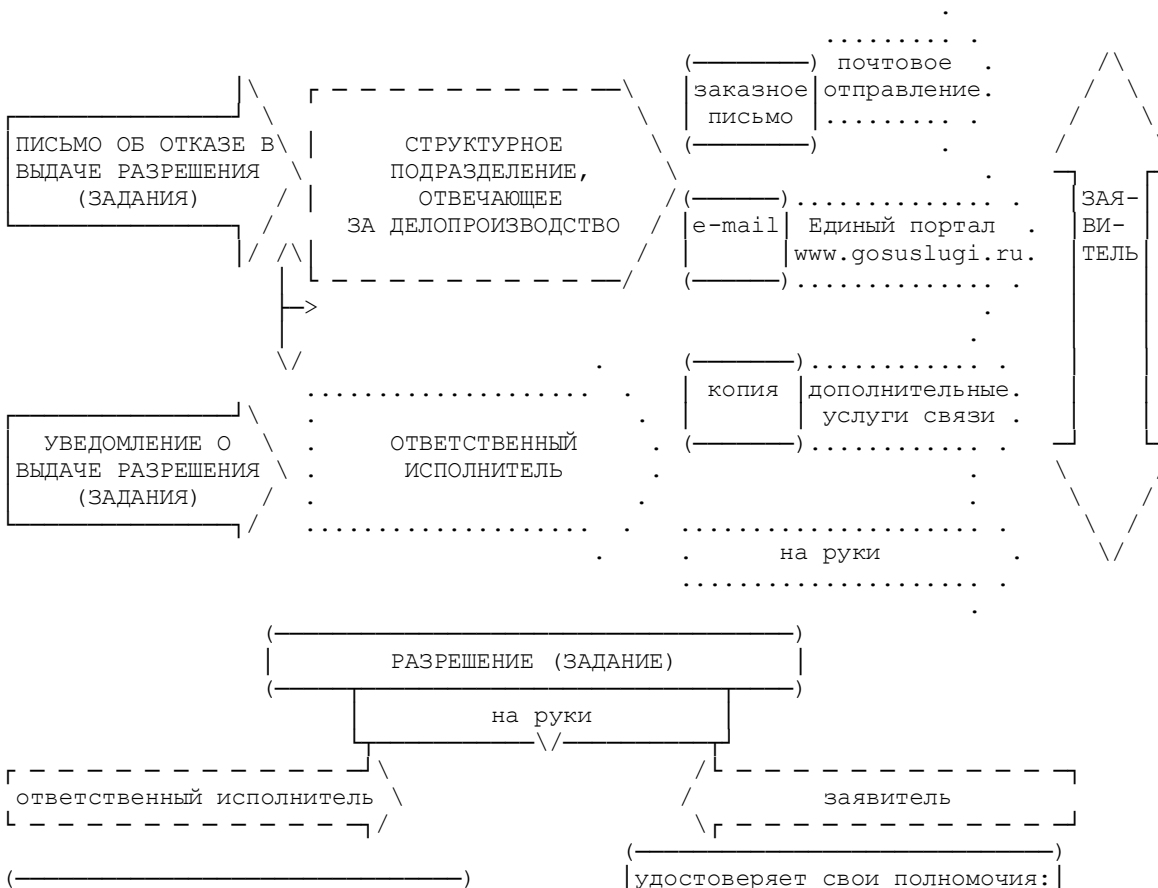 почтовое
заказное отправление.
письмо
ПИСЬМО ОБ ОТКАЗЕ В
ВЫДАЧЕ РАЗРЕШЕНИЯ
(ЗАДАНИЯ)
СТРУКТУРНОЕ
ПОДРАЗДЕЛЕНИЕ,
ОТВЕЧАЮЩЕЕ
ЗА ДЕЛОПРОИЗВОДСТВО
e-mail Единый портал
www.gosuslugi.ru.
ЗАЯ-
ВИ-
ТЕЛЬ
копия дополнительные.
услуги связи .
УВЕДОМЛЕНИЕ О
ВЫДАЧЕ РАЗРЕШЕНИЯ
(ЗАДАНИЯ)
ОТВЕТСТВЕННЫЙ
ИСПОЛНИТЕЛЬ
на руки
РАЗРЕШЕНИЕ (ЗАДАНИЕ)
на руки
ответственный исполнитель
заявитель
удостоверяет свои полномочия: